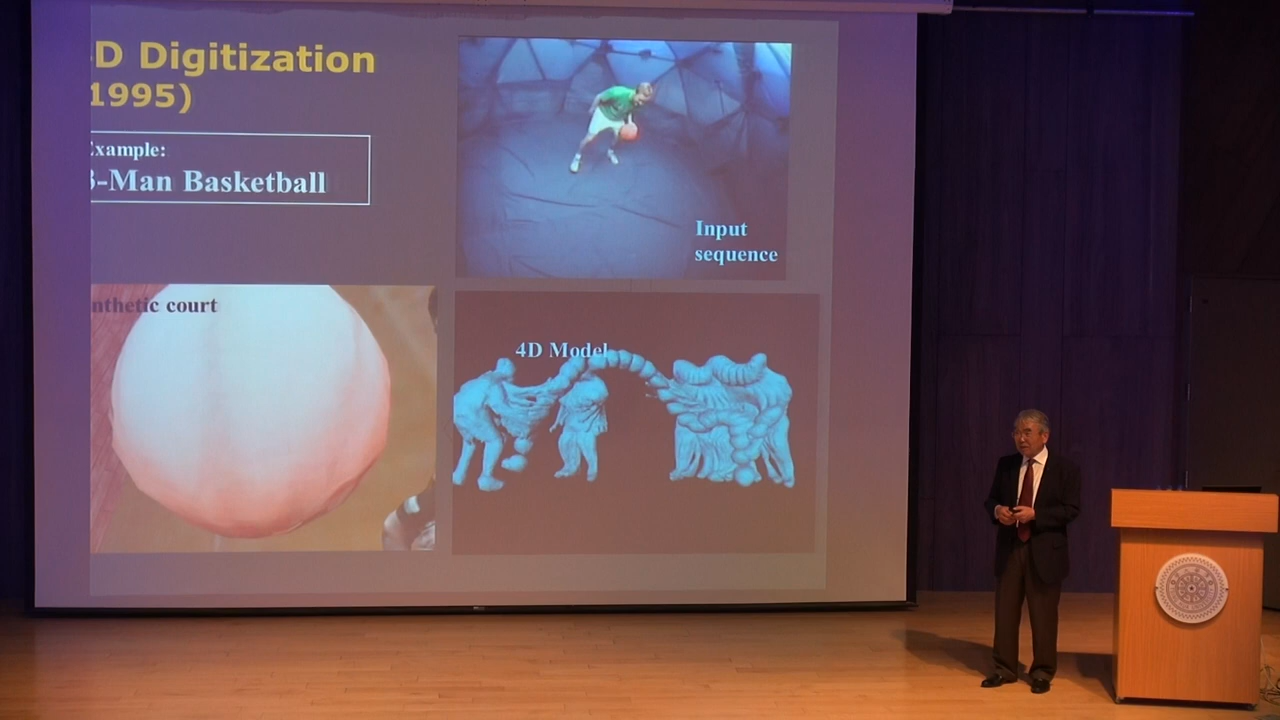 D Digitization
1995)
Example:
3-Man Basketball
Input
sequence
nthetic court
4D Model